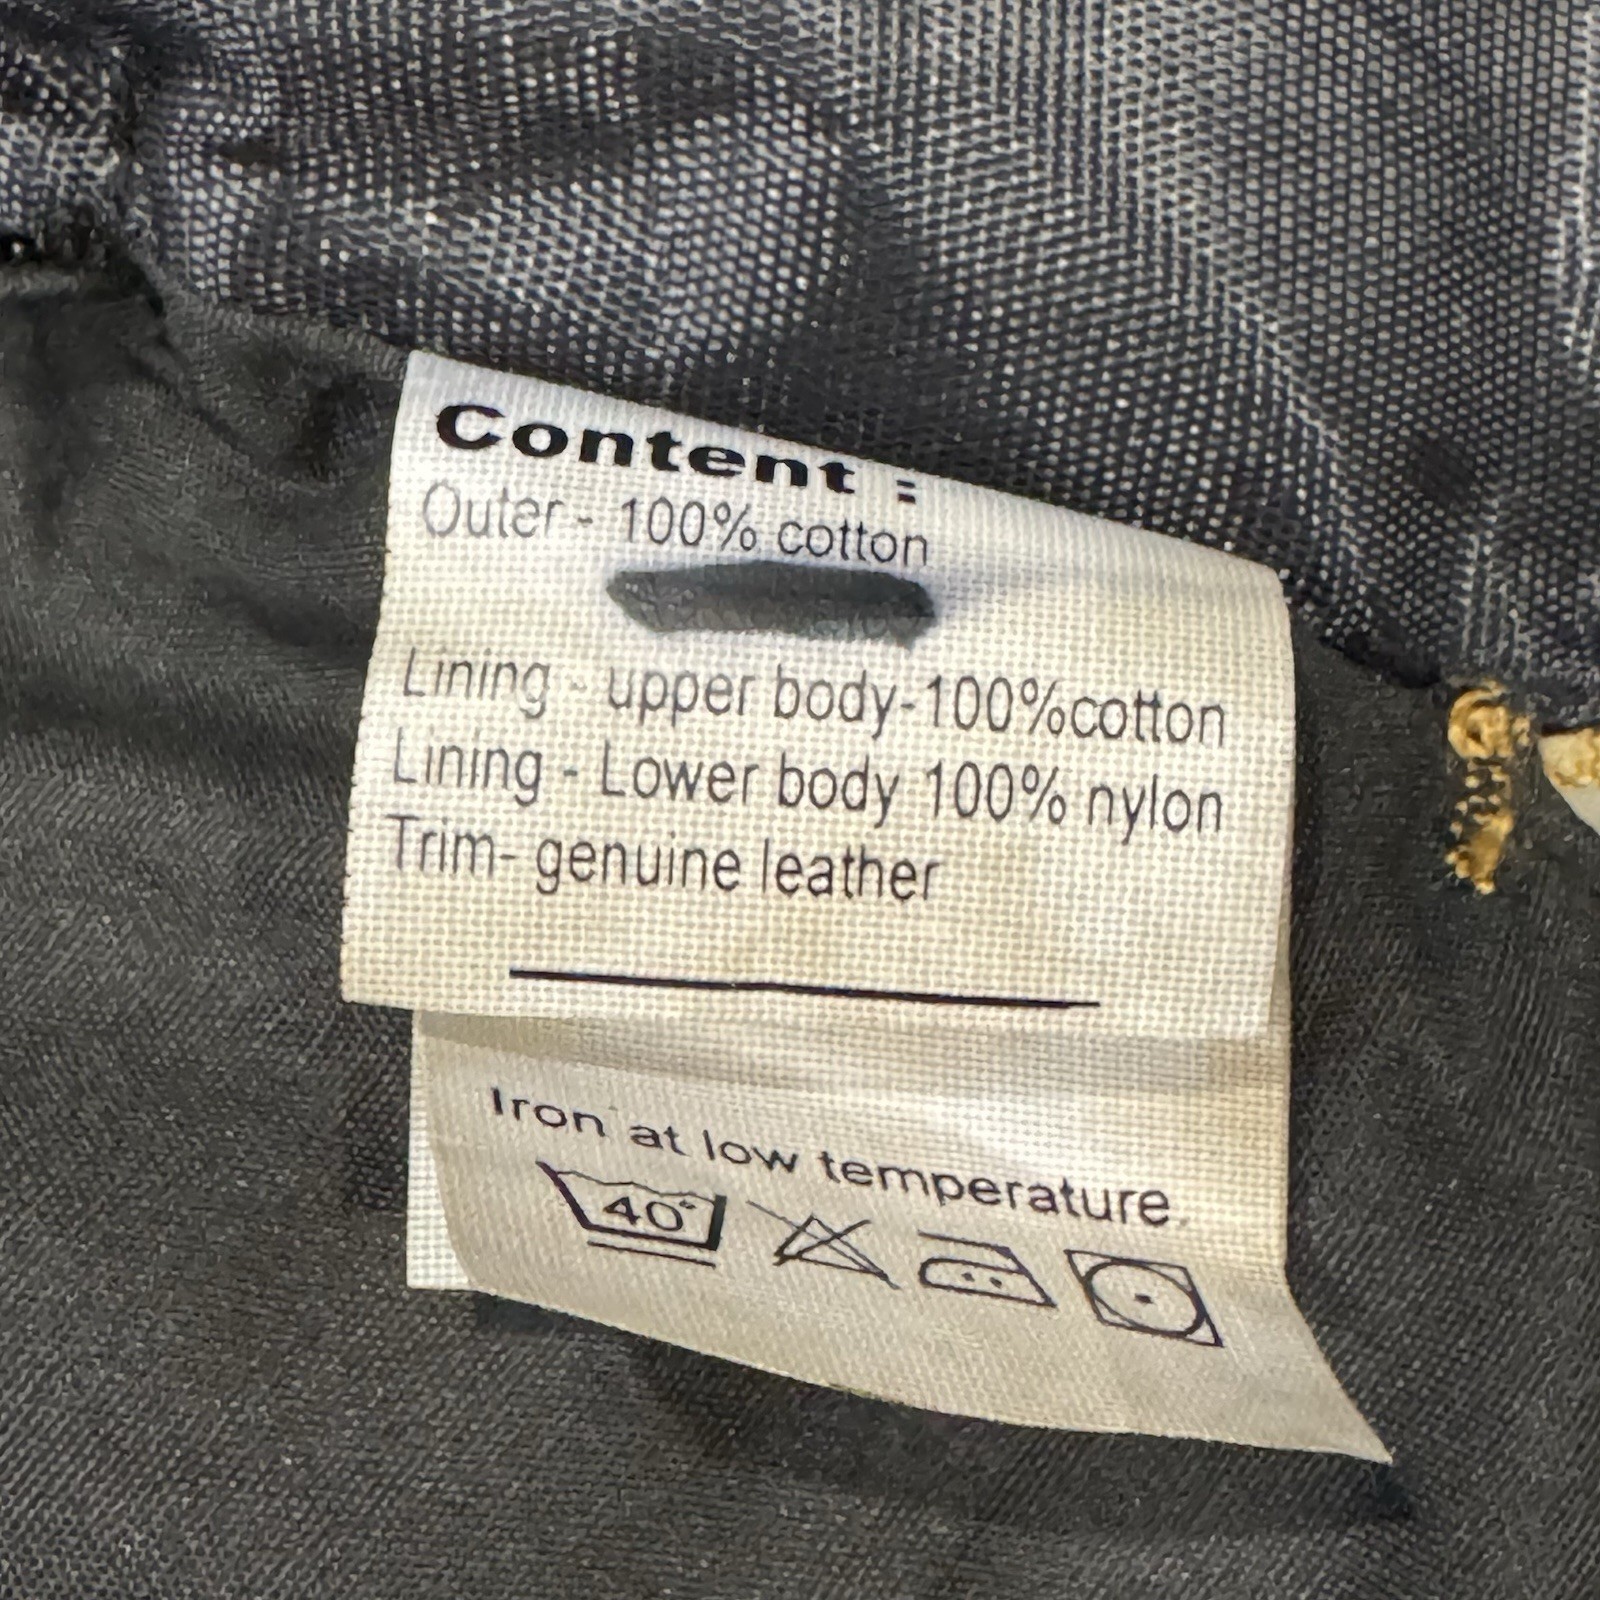 Content :
Outer - 100% cotton
Lining - upper body-100%cotton
Lining - Lower body 100% nylon
Trim- genuine leather
Iron at low temperature.
40°